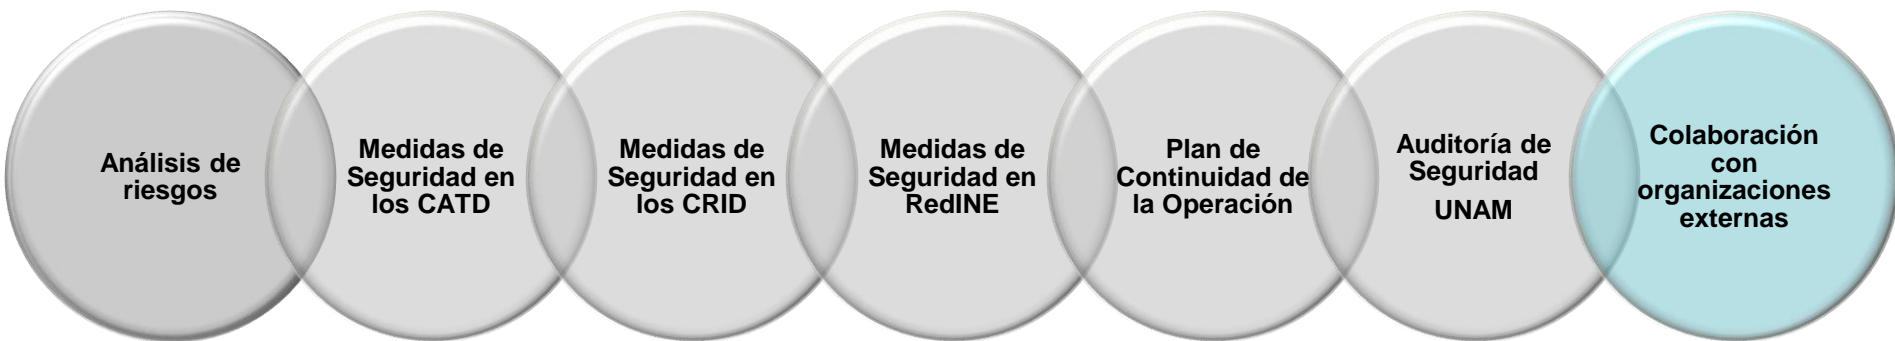 Análisis de
riesgos
Medidas de
Seguridad en
los CATD
Medidas de
Seguridad en
los CRID
Medidas de
Seguridad en
RedINE
Plan de
Continuidad de
la Operación
Auditoría de
Seguridad
UNAM
Colaboración
con
organizaciones
externas